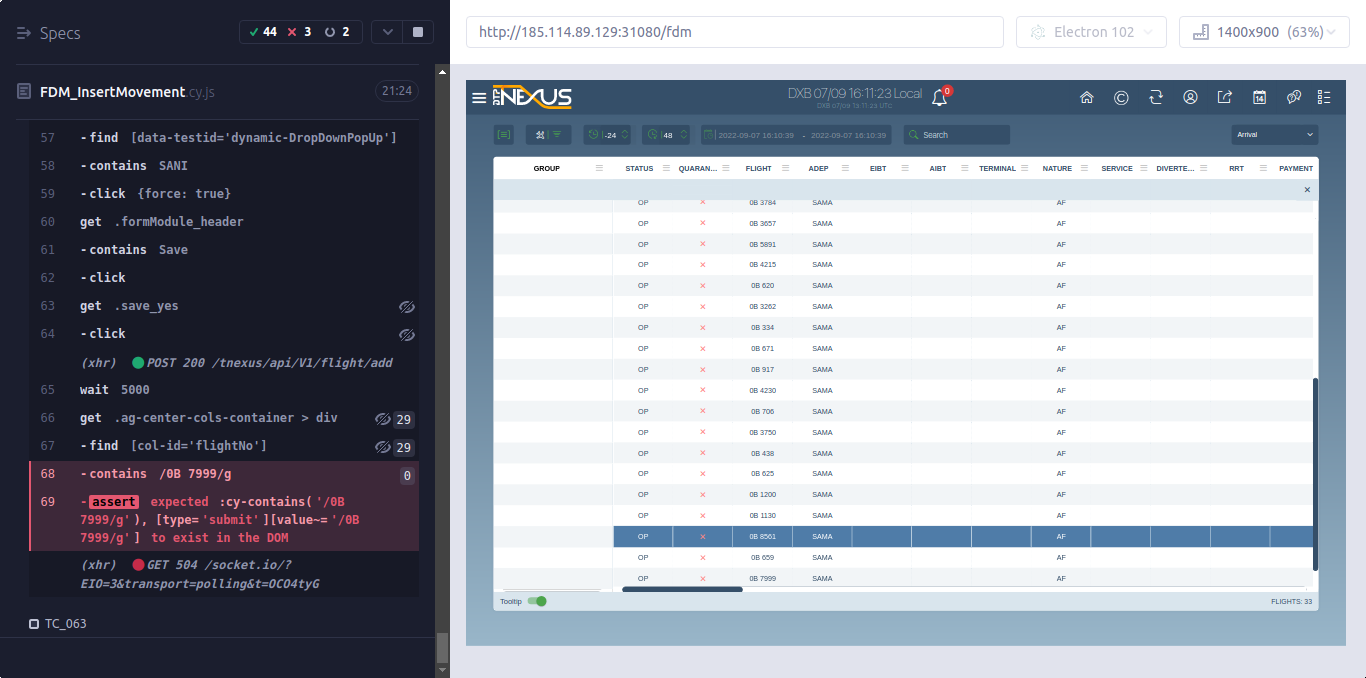 Specs
44 3 2
FDM_InsertMovement.cy.js
21:24
57 -find [data-testid='dynamic-DropDownPopUp']
58 -contains SANI
59 -click {force: true}
60 get .formModule_header
61 -contains Save
62 -click
63 get .save_yes
64 -click
(xhr) POST 200 /tnexus/api/V1/flight/add
65 wait 5000
66 get .ag-center-cols-container > div 29
67 -find [col-id='flightNo'] 29
68 -contains /0B 7999/g 0
69 -assert expected :cy-contains('/0B
7999/g'), [type='submit'][value~='/0B
7999/g'] to exist in the DOM
(xhr) GET 504 /socket.io/?
EIO=3&transport=polling&t=OCO4tyG
TC_063
http://185.114.89.129:31080/fdm
Electron 102
1400x900 (63%)
NEXUS
DXB 07/09 16:11:23 Local
0
14
-24
48
2022-09-07 16:10:39 - 2022-09-07 16:10:39
Search
Arrival
GROUP STATUS QUARAN... FLIGHT ADEP EIBT AIBT TERMINAL NATURE SERVICE DIVERTE... RRT PAYMENT
×
OP × 0B 3784 SAMA AF
OP × 0B 3657 SAMA AF
OP × 0B 5891 SAMA AF
OP × 0B 4215 SAMA AF
OP × 0B 620 SAMA AF
OP × 0B 3262 SAMA AF
OP × 0B 334 SAMA AF
OP × 0B 671 SAMA AF
OP × 0B 917 SAMA AF
OP × 0B 4230 SAMA AF
OP × 0B 706 SAMA AF
OP × 0B 3750 SAMA AF
OP × 0B 438 SAMA AF
OP × 0B 625 SAMA AF
OP × 0B 1200 SAMA AF
OP × 0B 1130 SAMA AF
OP × 0B 8561 SAMA AF
OP × 0B 659 SAMA AF
OP × 0B 7999 SAMA AF
Tooltip
FLIGHTS: 33